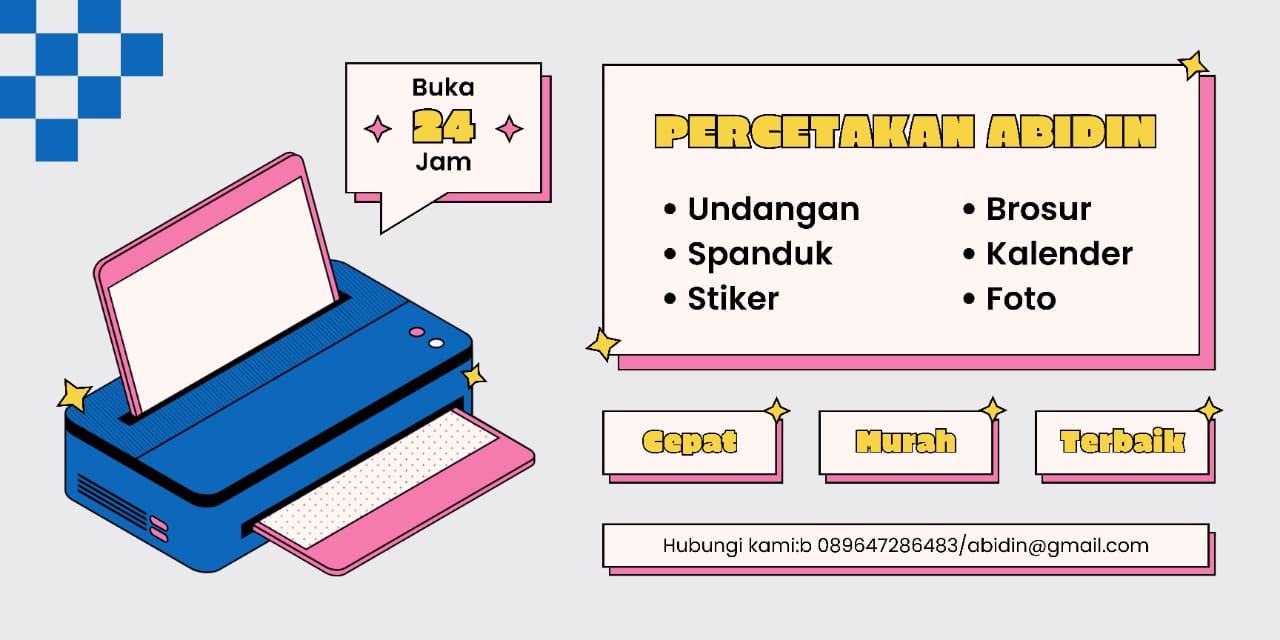 Buka
24
Jam
PERCETAKAN ABIDIN
• Undangan
• Spanduk
• Stiker
• Brosur
• Kalender
• Foto
Cepat
Murah
Terbaik
Hubungi kami:b 089647286483/abidin@gmail.com